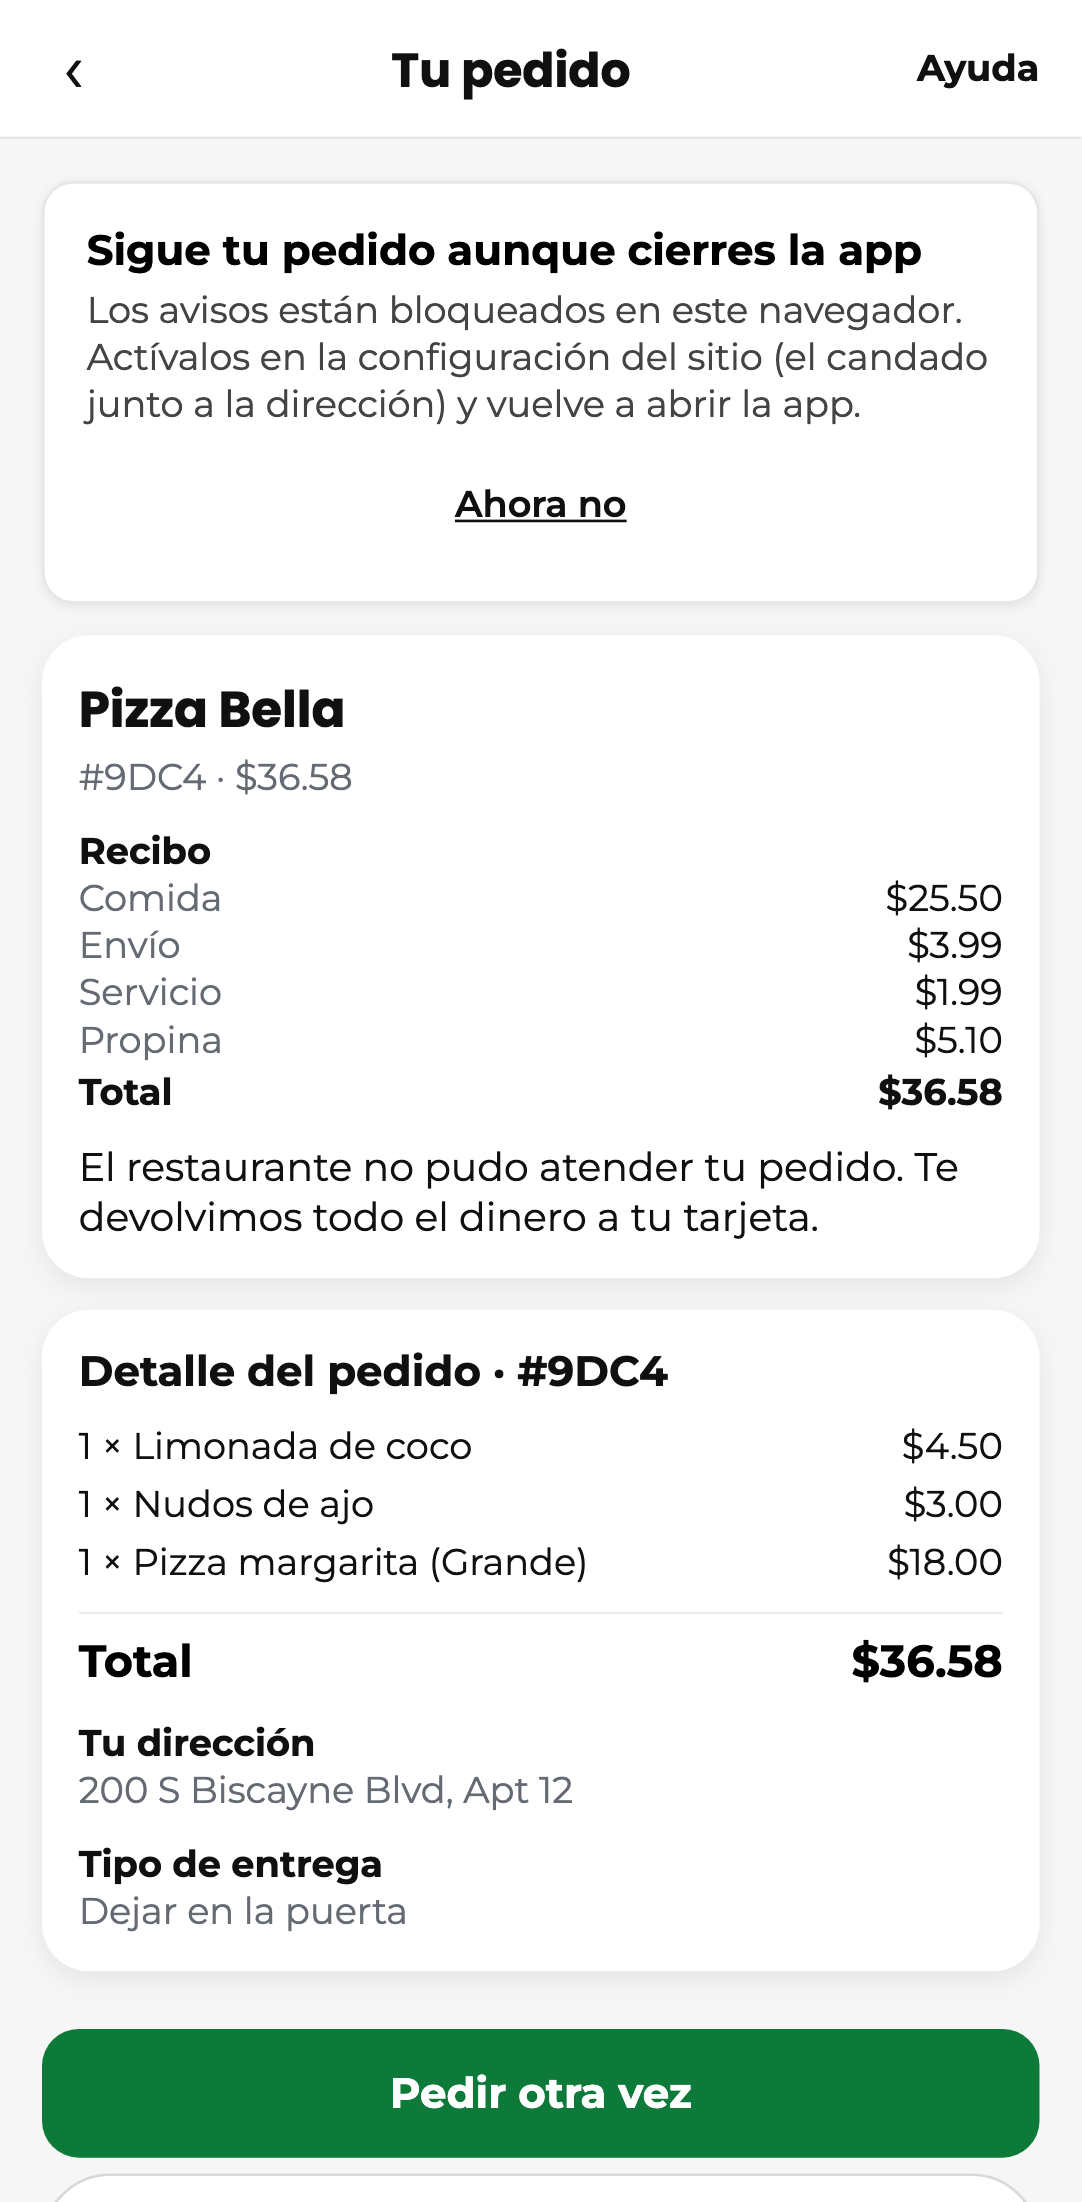 ‹ Tu pedido Ayuda
Sigue tu pedido aunque cierres la app
Los avisos están bloqueados en este navegador.
Actívalos en la configuración del sitio (el candado
junto a la dirección) y vuelve a abrir la app.
Ahora no
Pizza Bella
#9DC4 · $36.58
Recibo
Comida $25.50
Envío $3.99
Servicio $1.99
Propina $5.10
Total $36.58
El restaurante no pudo atender tu pedido. Te
devolvimos todo el dinero a tu tarjeta.
Detalle del pedido · #9DC4
1 × Limonada de coco $4.50
1 × Nudos de ajo $3.00
1 × Pizza margarita (Grande) $18.00
Total $36.58
Tu dirección
200 S Biscayne Blvd, Apt 12
Tipo de entrega
Dejar en la puerta
Pedir otra vez